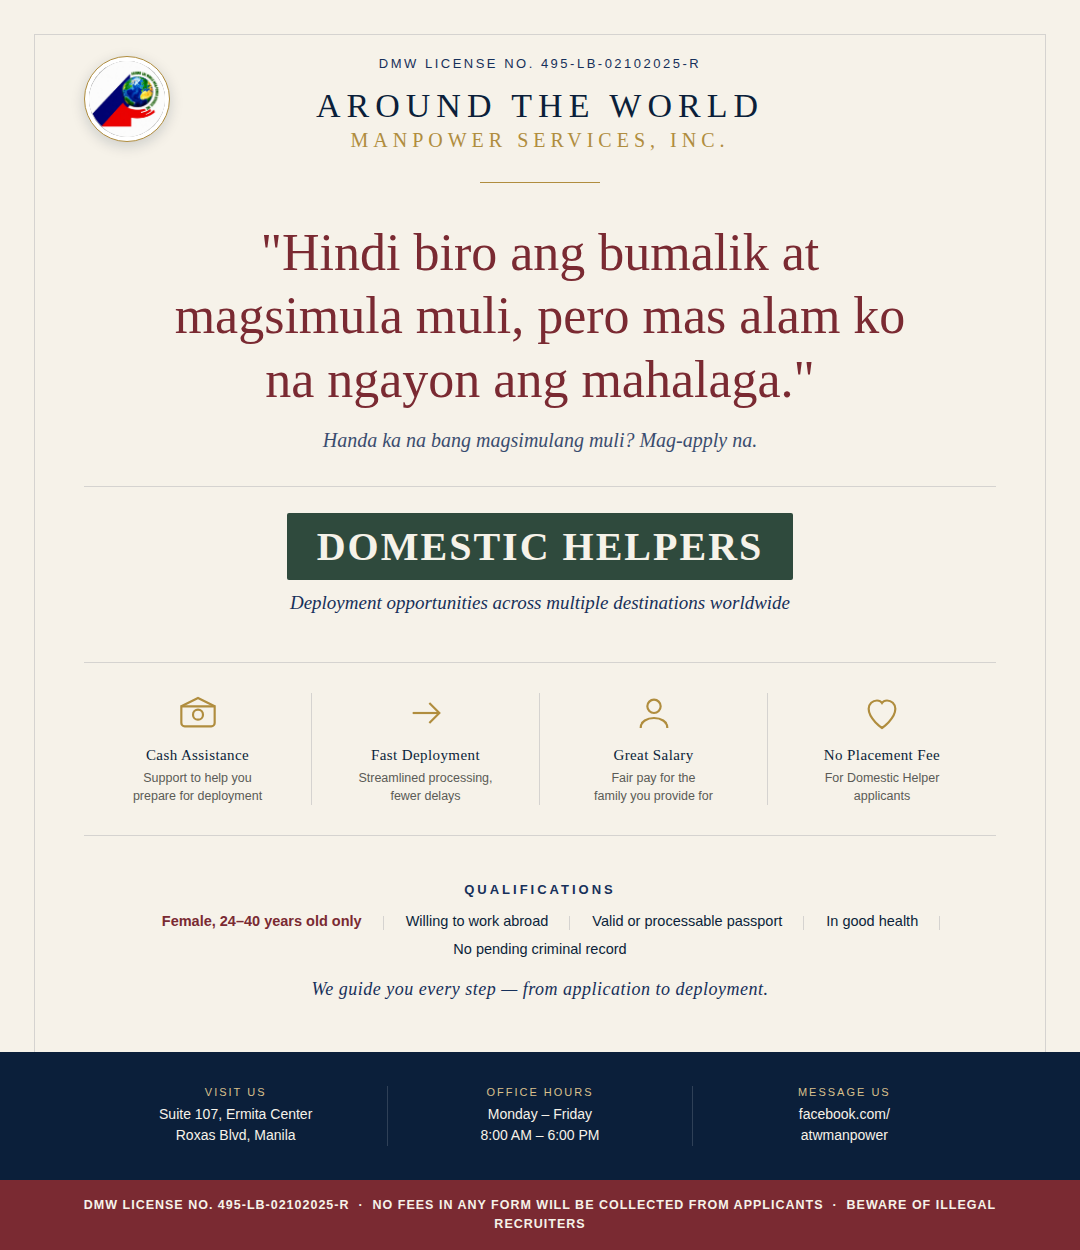 DMW LICENSE NO. 495-LB-02102025-R
AROUND THE WORLD
MANPOWER SERVICES, INC.
"Hindi biro ang bumalik at
magsimula muli, pero mas alam ko
na ngayon ang mahalaga."
Handa ka na bang magsimulang muli? Mag-apply na.
DOMESTIC HELPERS
Deployment opportunities across multiple destinations worldwide
Cash Assistance
Support to help you
prepare for deployment
Fast Deployment
Streamlined processing,
fewer delays
Great Salary
Fair pay for the
family you provide for
No Placement Fee
For Domestic Helper
applicants
QUALIFICATIONS
Female, 24–40 years old only
Willing to work abroad
Valid or processable passport
In good health
No pending criminal record
We guide you every step — from application to deployment.
VISIT US
Suite 107, Ermita Center
Roxas Blvd, Manila
OFFICE HOURS
Monday – Friday
8:00 AM – 6:00 PM
MESSAGE US
facebook.com/
atwmanpower
DMW LICENSE NO. 495-LB-02102025-R · NO FEES IN ANY FORM WILL BE COLLECTED FROM APPLICANTS · BEWARE OF ILLEGAL
RECRUITERS